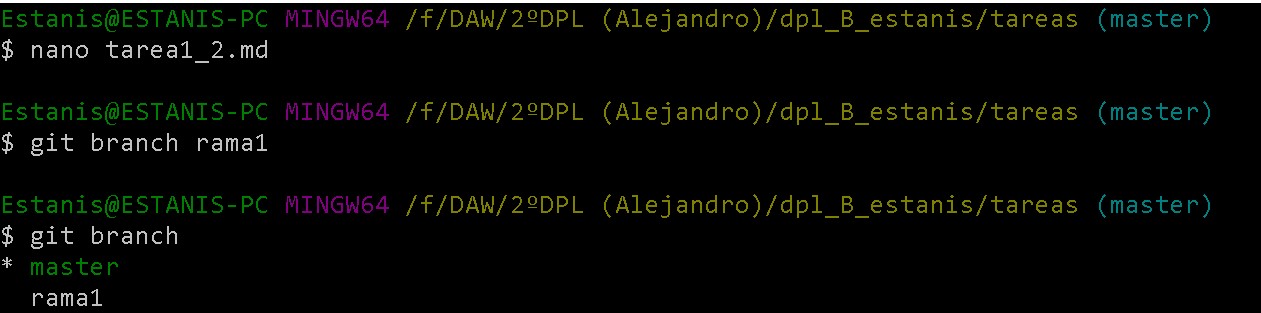 Estanis@ESTANIS-PC MINGW64 /f/DAW/2ºDPL (Alejandro)/dpl_B_estanis/tareas (master)
$ nano tarea1_2.md
Estanis@ESTANIS-PC MINGW64 /f/DAW/2ºDPL (Alejandro)/dpl_B_estanis/tareas (master)
$ git branch rama1
Estanis@ESTANIS-PC MINGW64 /f/DAW/2ºDPL (Alejandro)/dpl_B_estanis/tareas (master)
$ git branch
* master
  rama1